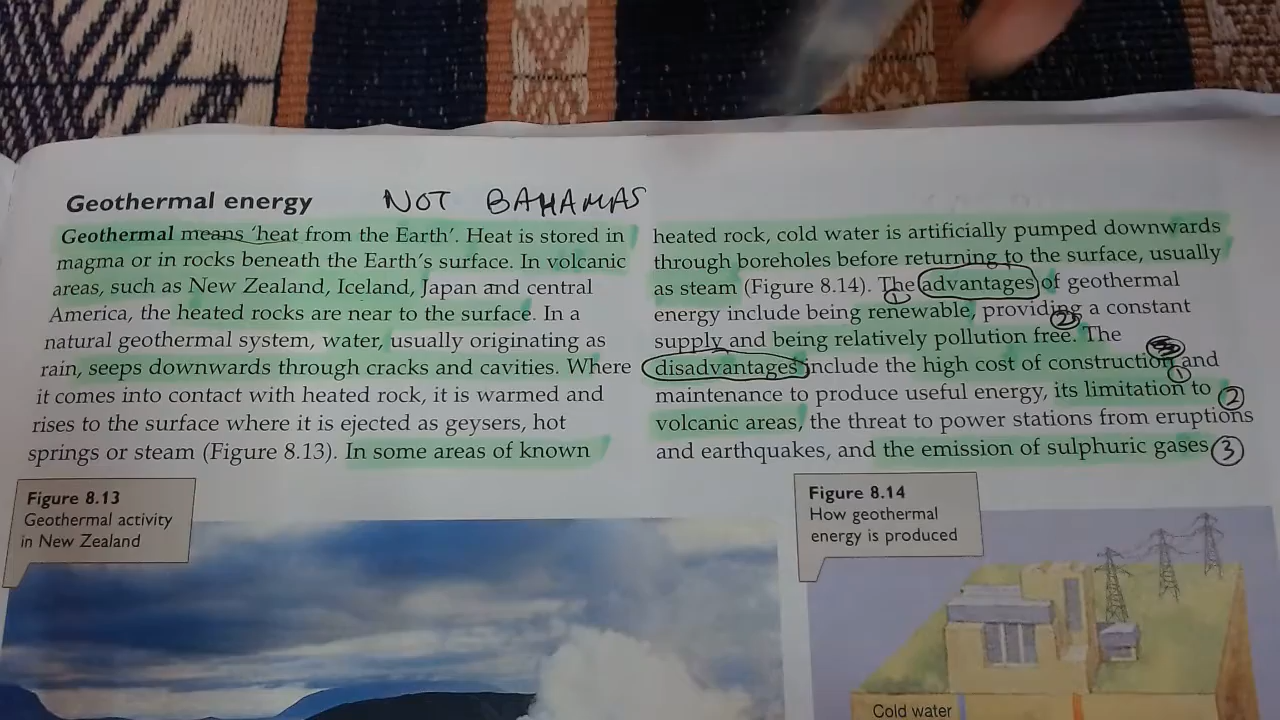 Geothermal energy NOT BAHAMAS
Geothermal means 'heat from the Earth'. Heat is stored in
magma or in rocks beneath the Earth's surface. In volcanic
areas, such as New Zealand, Iceland, Japan and central
America, the heated rocks are near to the surface. In a
natural geothermal system, water, usually originating as
rain, seeps downwards through cracks and cavities. Where
it comes into contact with heated rock, it is warmed and
rises to the surface where it is ejected as geysers, hot
springs or steam (Figure 8.13). In some areas of known
heated rock, cold water is artificially pumped downwards
through boreholes before returning to the surface, usually
as steam (Figure 8.14). The advantages of geothermal
1
energy include being renewable, providing a constant
2
supply and being relatively pollution free. The
disadvantages include the high cost of construction and
1
maintenance to produce useful energy, its limitation to 2
volcanic areas, the threat to power stations from eruptions
and earthquakes, and the emission of sulphuric gases 3
Figure 8.13
Geothermal activity
in New Zealand
Figure 8.14
How geothermal
energy is produced
Cold water